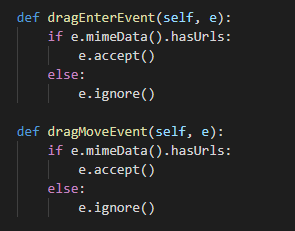 def dragEnterEvent(self, e):
    if e.mimeData().hasUrls:
        e.accept()
    else:
        e.ignore()

def dragMoveEvent(self, e):
    if e.mimeData().hasUrls:
        e.accept()
    else:
        e.ignore()